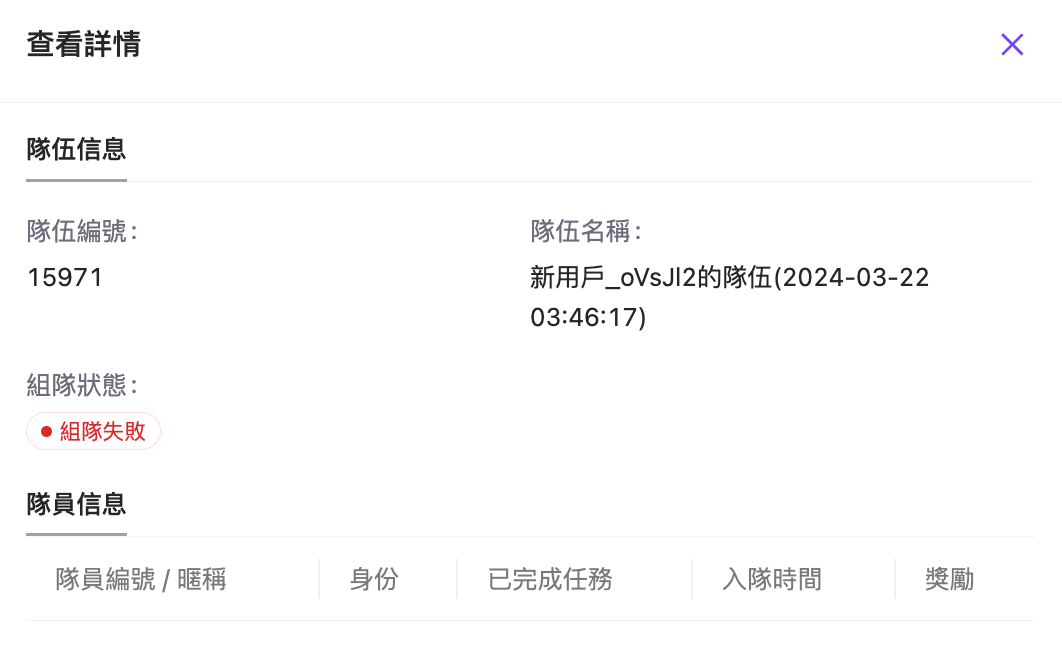 查看詳情
隊伍信息
隊伍編號:
15971
隊伍名稱:
新用戶_oVsJl2的隊伍(2024-03-22
03:46:17)
組隊狀態:
組隊失敗
隊員信息
隊員編號 / 暱稱
身份
已完成任務
入隊時間
獎勵